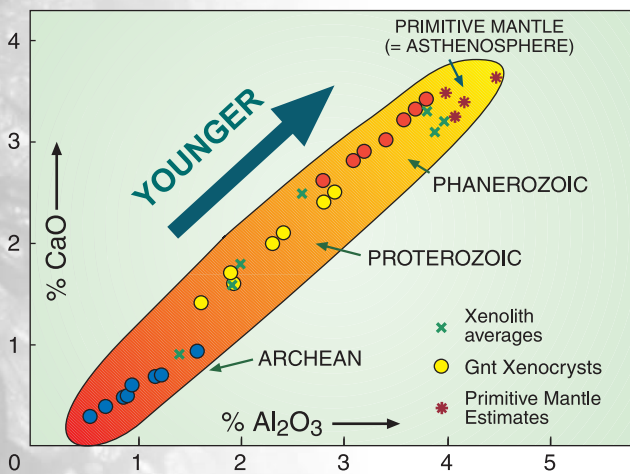 4
3
2
1
0
1
2
3
4
5
% CaO
% Al₂O₃
YOUNGER
PRIMITIVE MANTLE
(= ASTHENOSPHERE)
PHANEROZOIC
PROTEROZOIC
ARCHEAN
Xenolith
averages
Gnt Xenocrysts
Primitive Mantle
Estimates